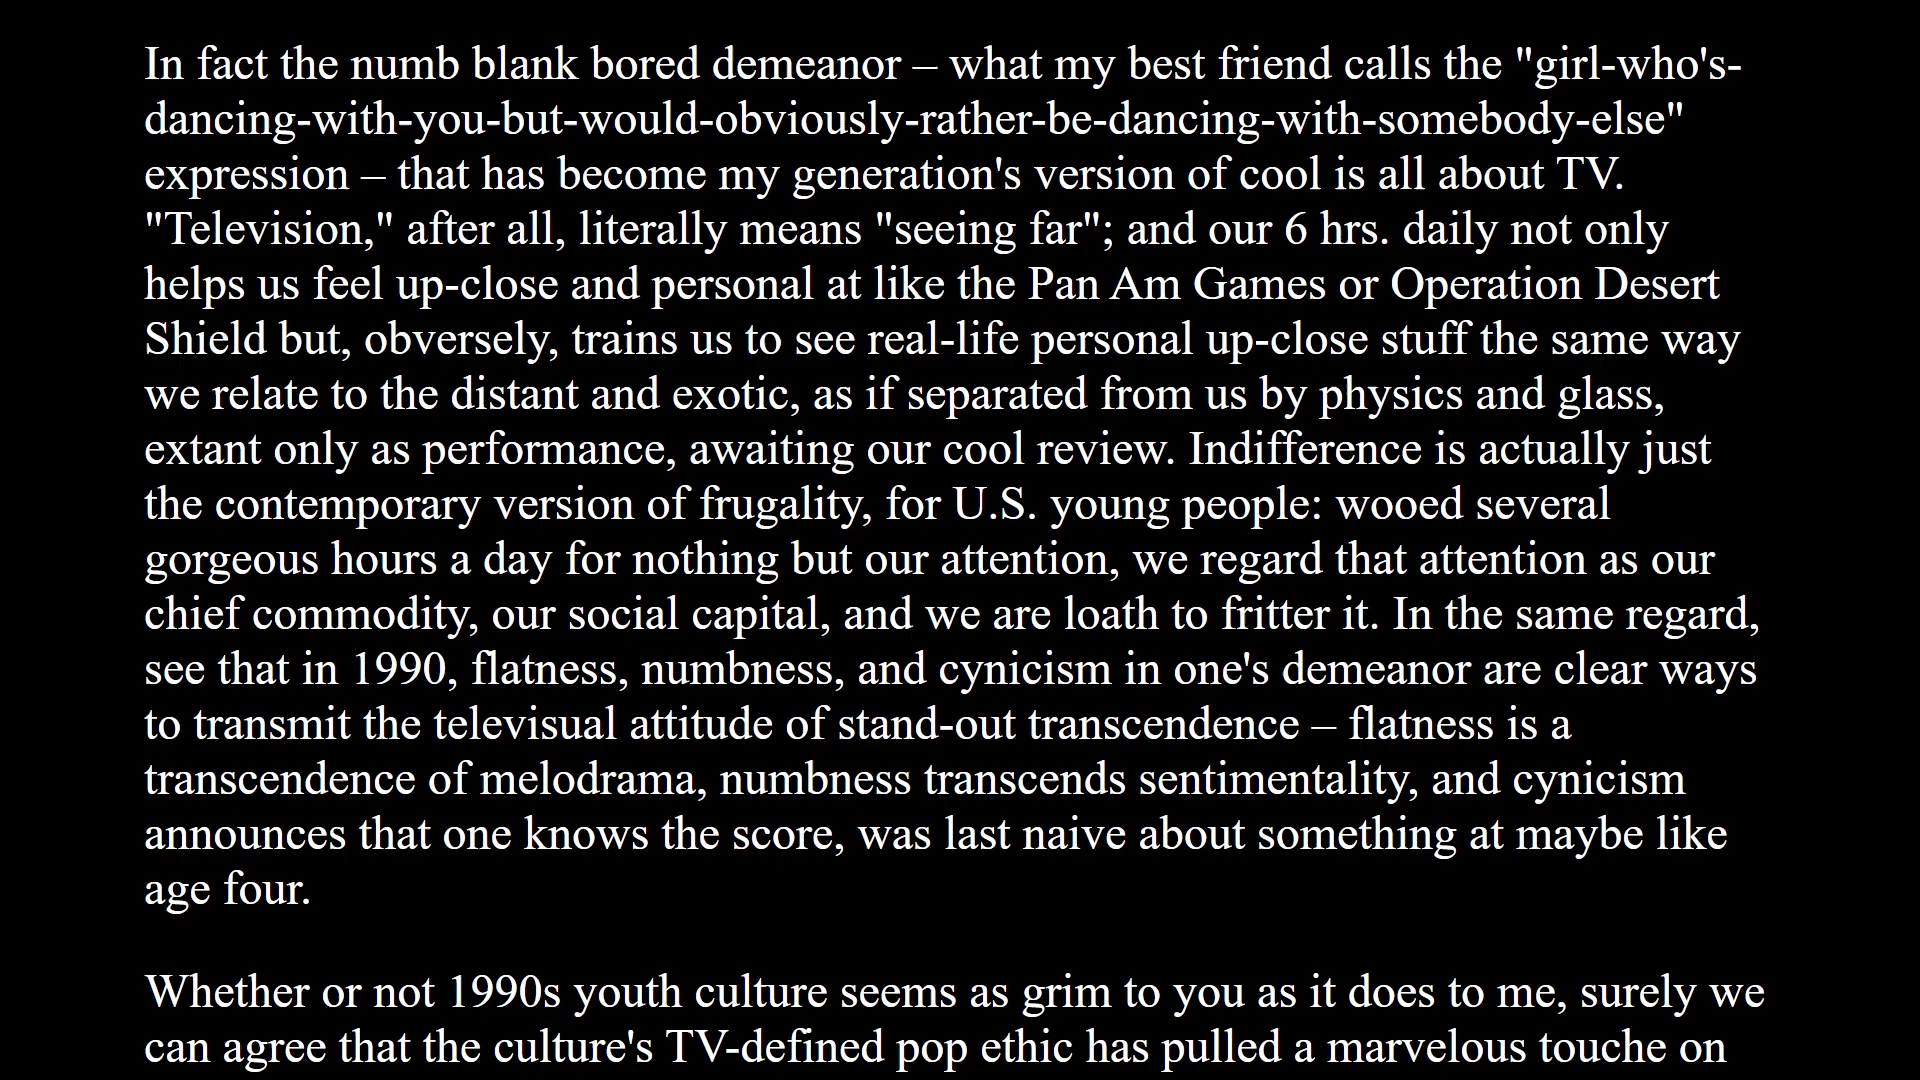 In fact the numb blank bored demeanor – what my best friend calls the "girl-who's-
dancing-with-you-but-would-obviously-rather-be-dancing-with-somebody-else"
expression – that has become my generation's version of cool is all about TV.
"Television," after all, literally means "seeing far"; and our 6 hrs. daily not only
helps us feel up-close and personal at like the Pan Am Games or Operation Desert
Shield but, obversely, trains us to see real-life personal up-close stuff the same way
we relate to the distant and exotic, as if separated from us by physics and glass,
extant only as performance, awaiting our cool review. Indifference is actually just
the contemporary version of frugality, for U.S. young people: wooed several
gorgeous hours a day for nothing but our attention, we regard that attention as our
chief commodity, our social capital, and we are loath to fritter it. In the same regard,
see that in 1990, flatness, numbness, and cynicism in one's demeanor are clear ways
to transmit the televisual attitude of stand-out transcendence – flatness is a
transcendence of melodrama, numbness transcends sentimentality, and cynicism
announces that one knows the score, was last naive about something at maybe like
age four.
Whether or not 1990s youth culture seems as grim to you as it does to me, surely we
can agree that the culture's TV-defined pop ethic has pulled a marvelous touche on